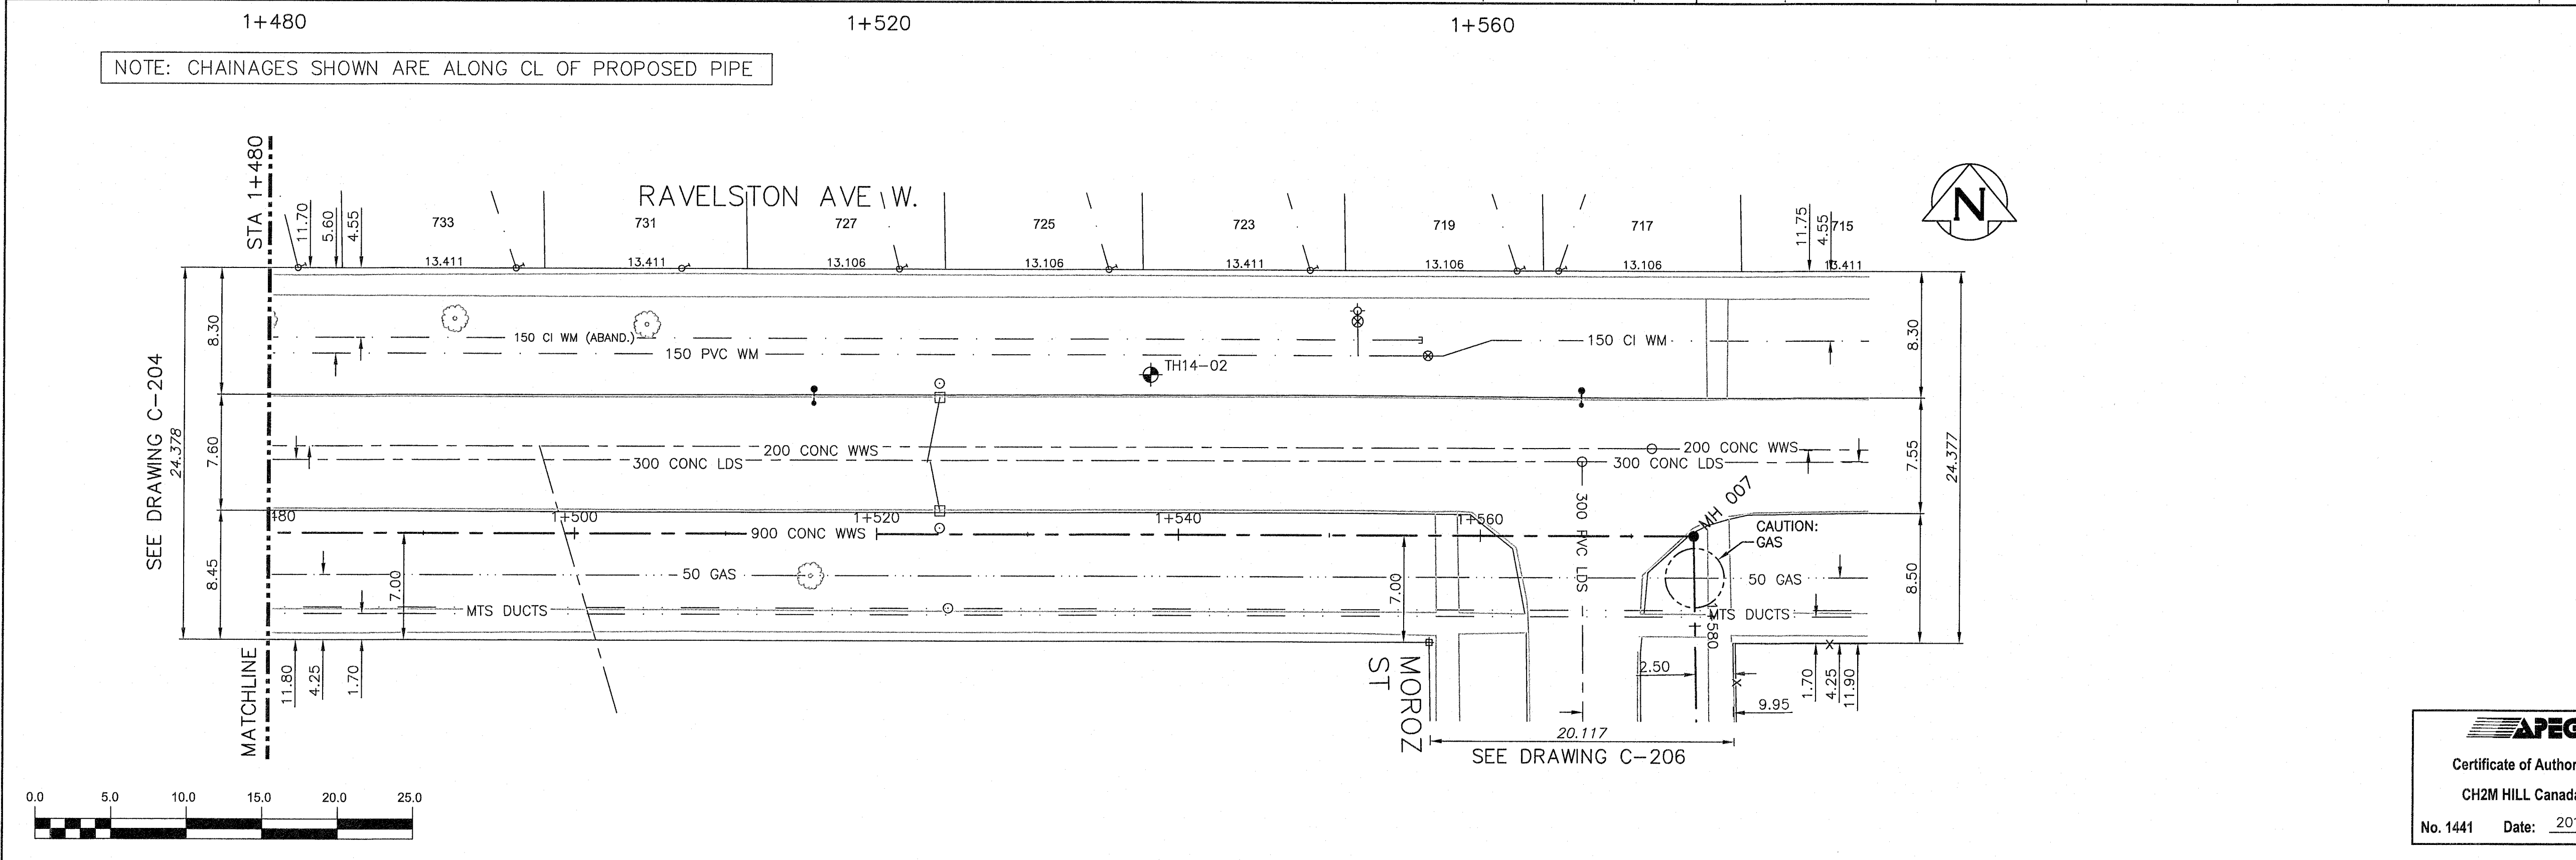 1+480
1+520
1+560
NOTE: CHAINAGES SHOWN ARE ALONG CL OF PROPOSED PIPE
STA 1+480
RAVELSTON AVE W.
N
11.70
5.60
4.55
733
731
727
725
723
719
717
715
11.75
4.55
13.411
13.411
13.106
13.106
13.411
13.106
13.106
13.411
SEE DRAWING C-204
24.378
8.30
7.60
8.45
8.30
7.55
8.50
24.377
150 CI WM (ABAND.)
150 PVC WM
150 CI WM
TH14-02
200 CONC WWS
300 CONC LDS
200 CONC WWS
300 CONC LDS
300 PVC LDS
MH 007
480
1+500
1+520
1+540
1+560
1+580
900 CONC WWS
CAUTION:
GAS
7.00
50 GAS
7.00
50 GAS
MTS DUCTS
MTS DUCTS
MATCHLINE
11.80
4.25
1.70
MOROZ
ST
2.50
9.95
1.70
4.25
11.90
20.117
SEE DRAWING C-206
0.0 5.0 10.0 15.0 20.0 25.0
APEG
Certificate of Author
CH2M HILL Canada
No. 1441 Date: 201